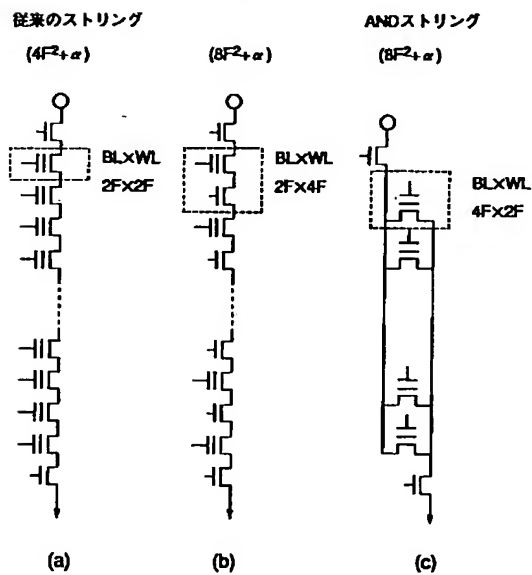 従来のストリング
(4F²+α)
(8F²+α)
ANDストリング
(8F²+α)
BL×WL
2F×2F
BL×WL
2F×4F
BL×WL
4F×2F
(a)
(b)
(c)